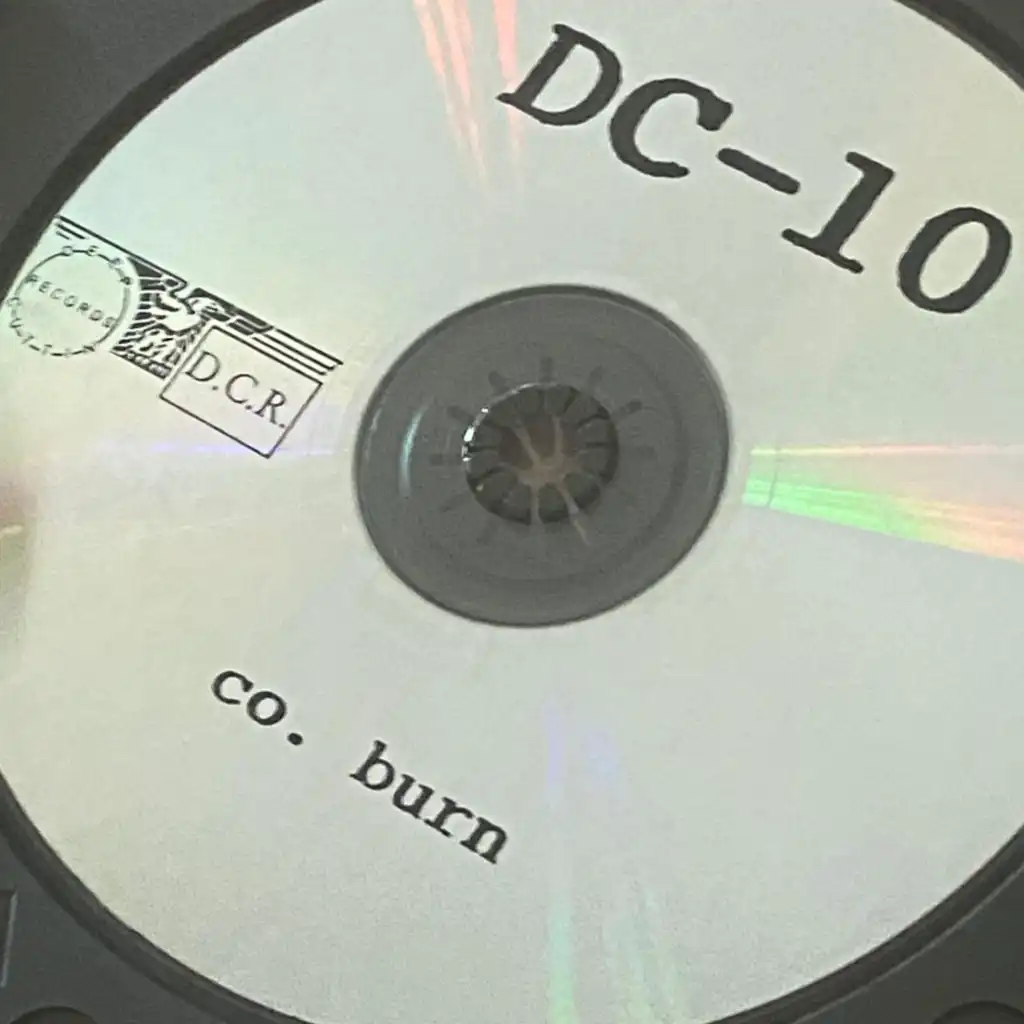 DC-10
RECORDS
D.C.R.
co. burn